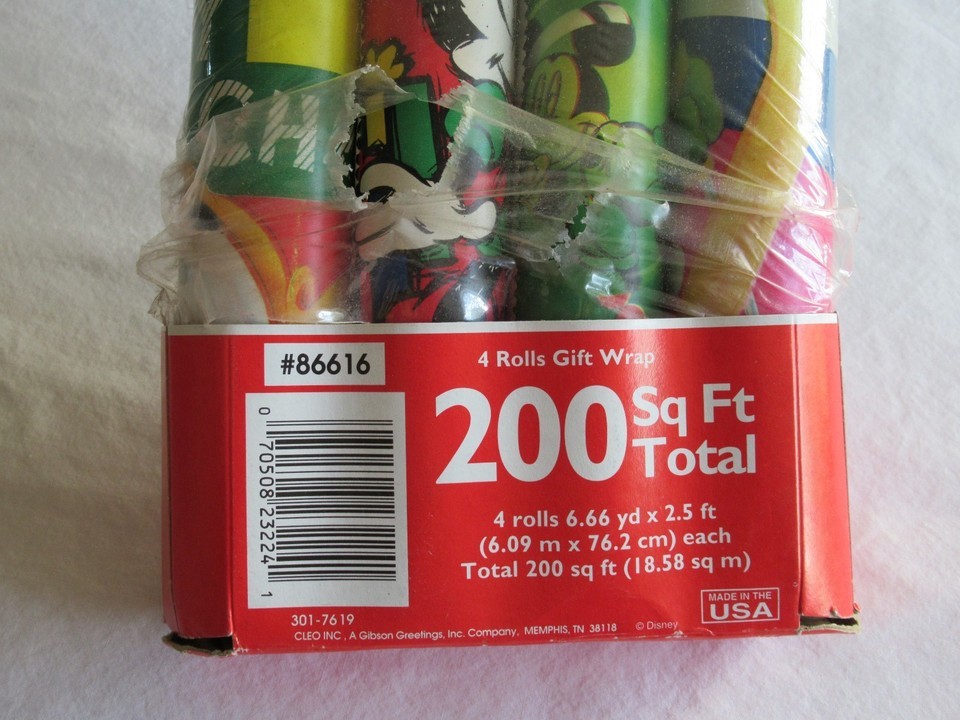 CH
#86616
4 Rolls Gift Wrap
200 Sq Ft
Total
0 70508 23224 1
4 rolls 6.66 yd x 2.5 ft
(6.09 m x 76.2 cm) each
Total 200 sq ft (18.58 sq m)
MADE IN THE
USA
301-7619
CLEO INC , A Gibson Greetings, Inc. Company, MEMPHIS, TN 38118 © Disney